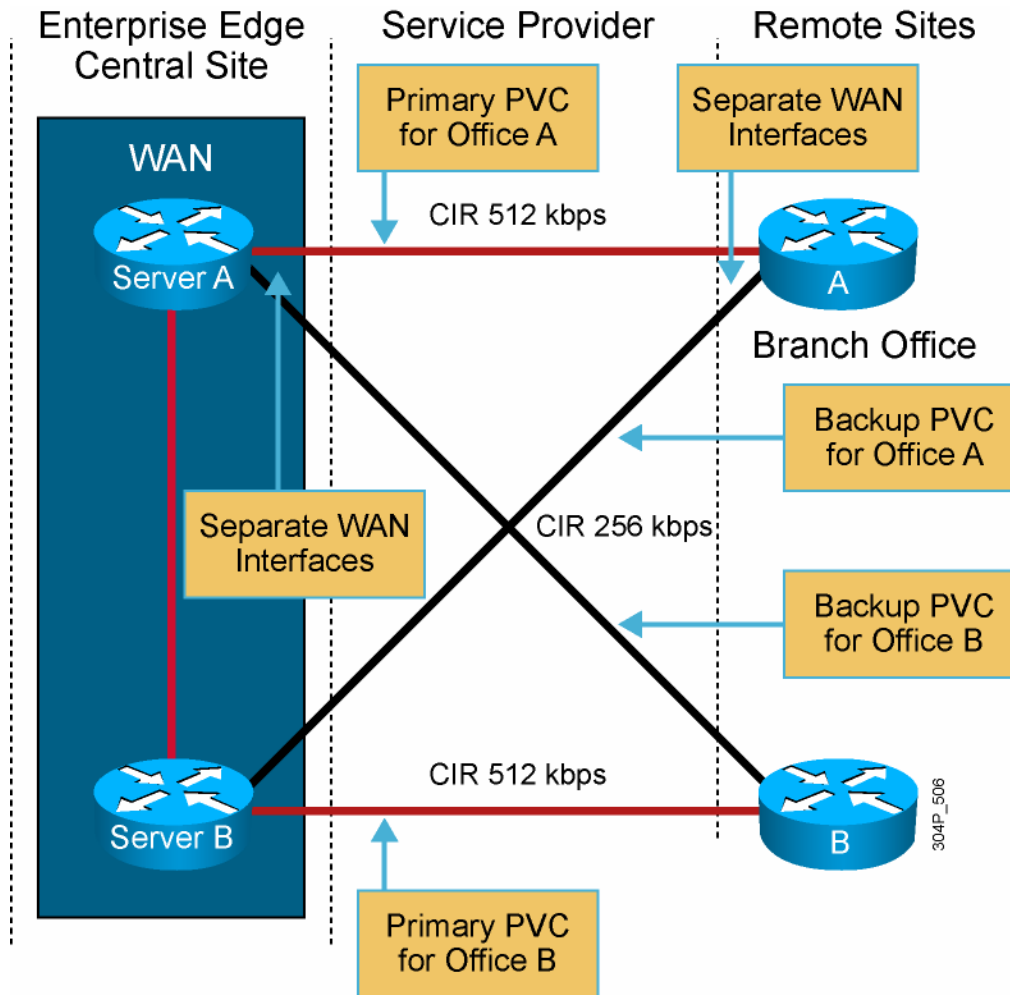 Enterprise Edge
Central Site
Service Provider
Remote Sites
Primary PVC
for Office A
Separate WAN
Interfaces
WAN
CIR 512 kbps
Server A
A
Branch Office
Backup PVC
for Office A
Separate WAN
Interfaces
CIR 256 kbps
Backup PVC
for Office B
CIR 512 kbps
Server B
B
304P_506
Primary PVC
for Office B